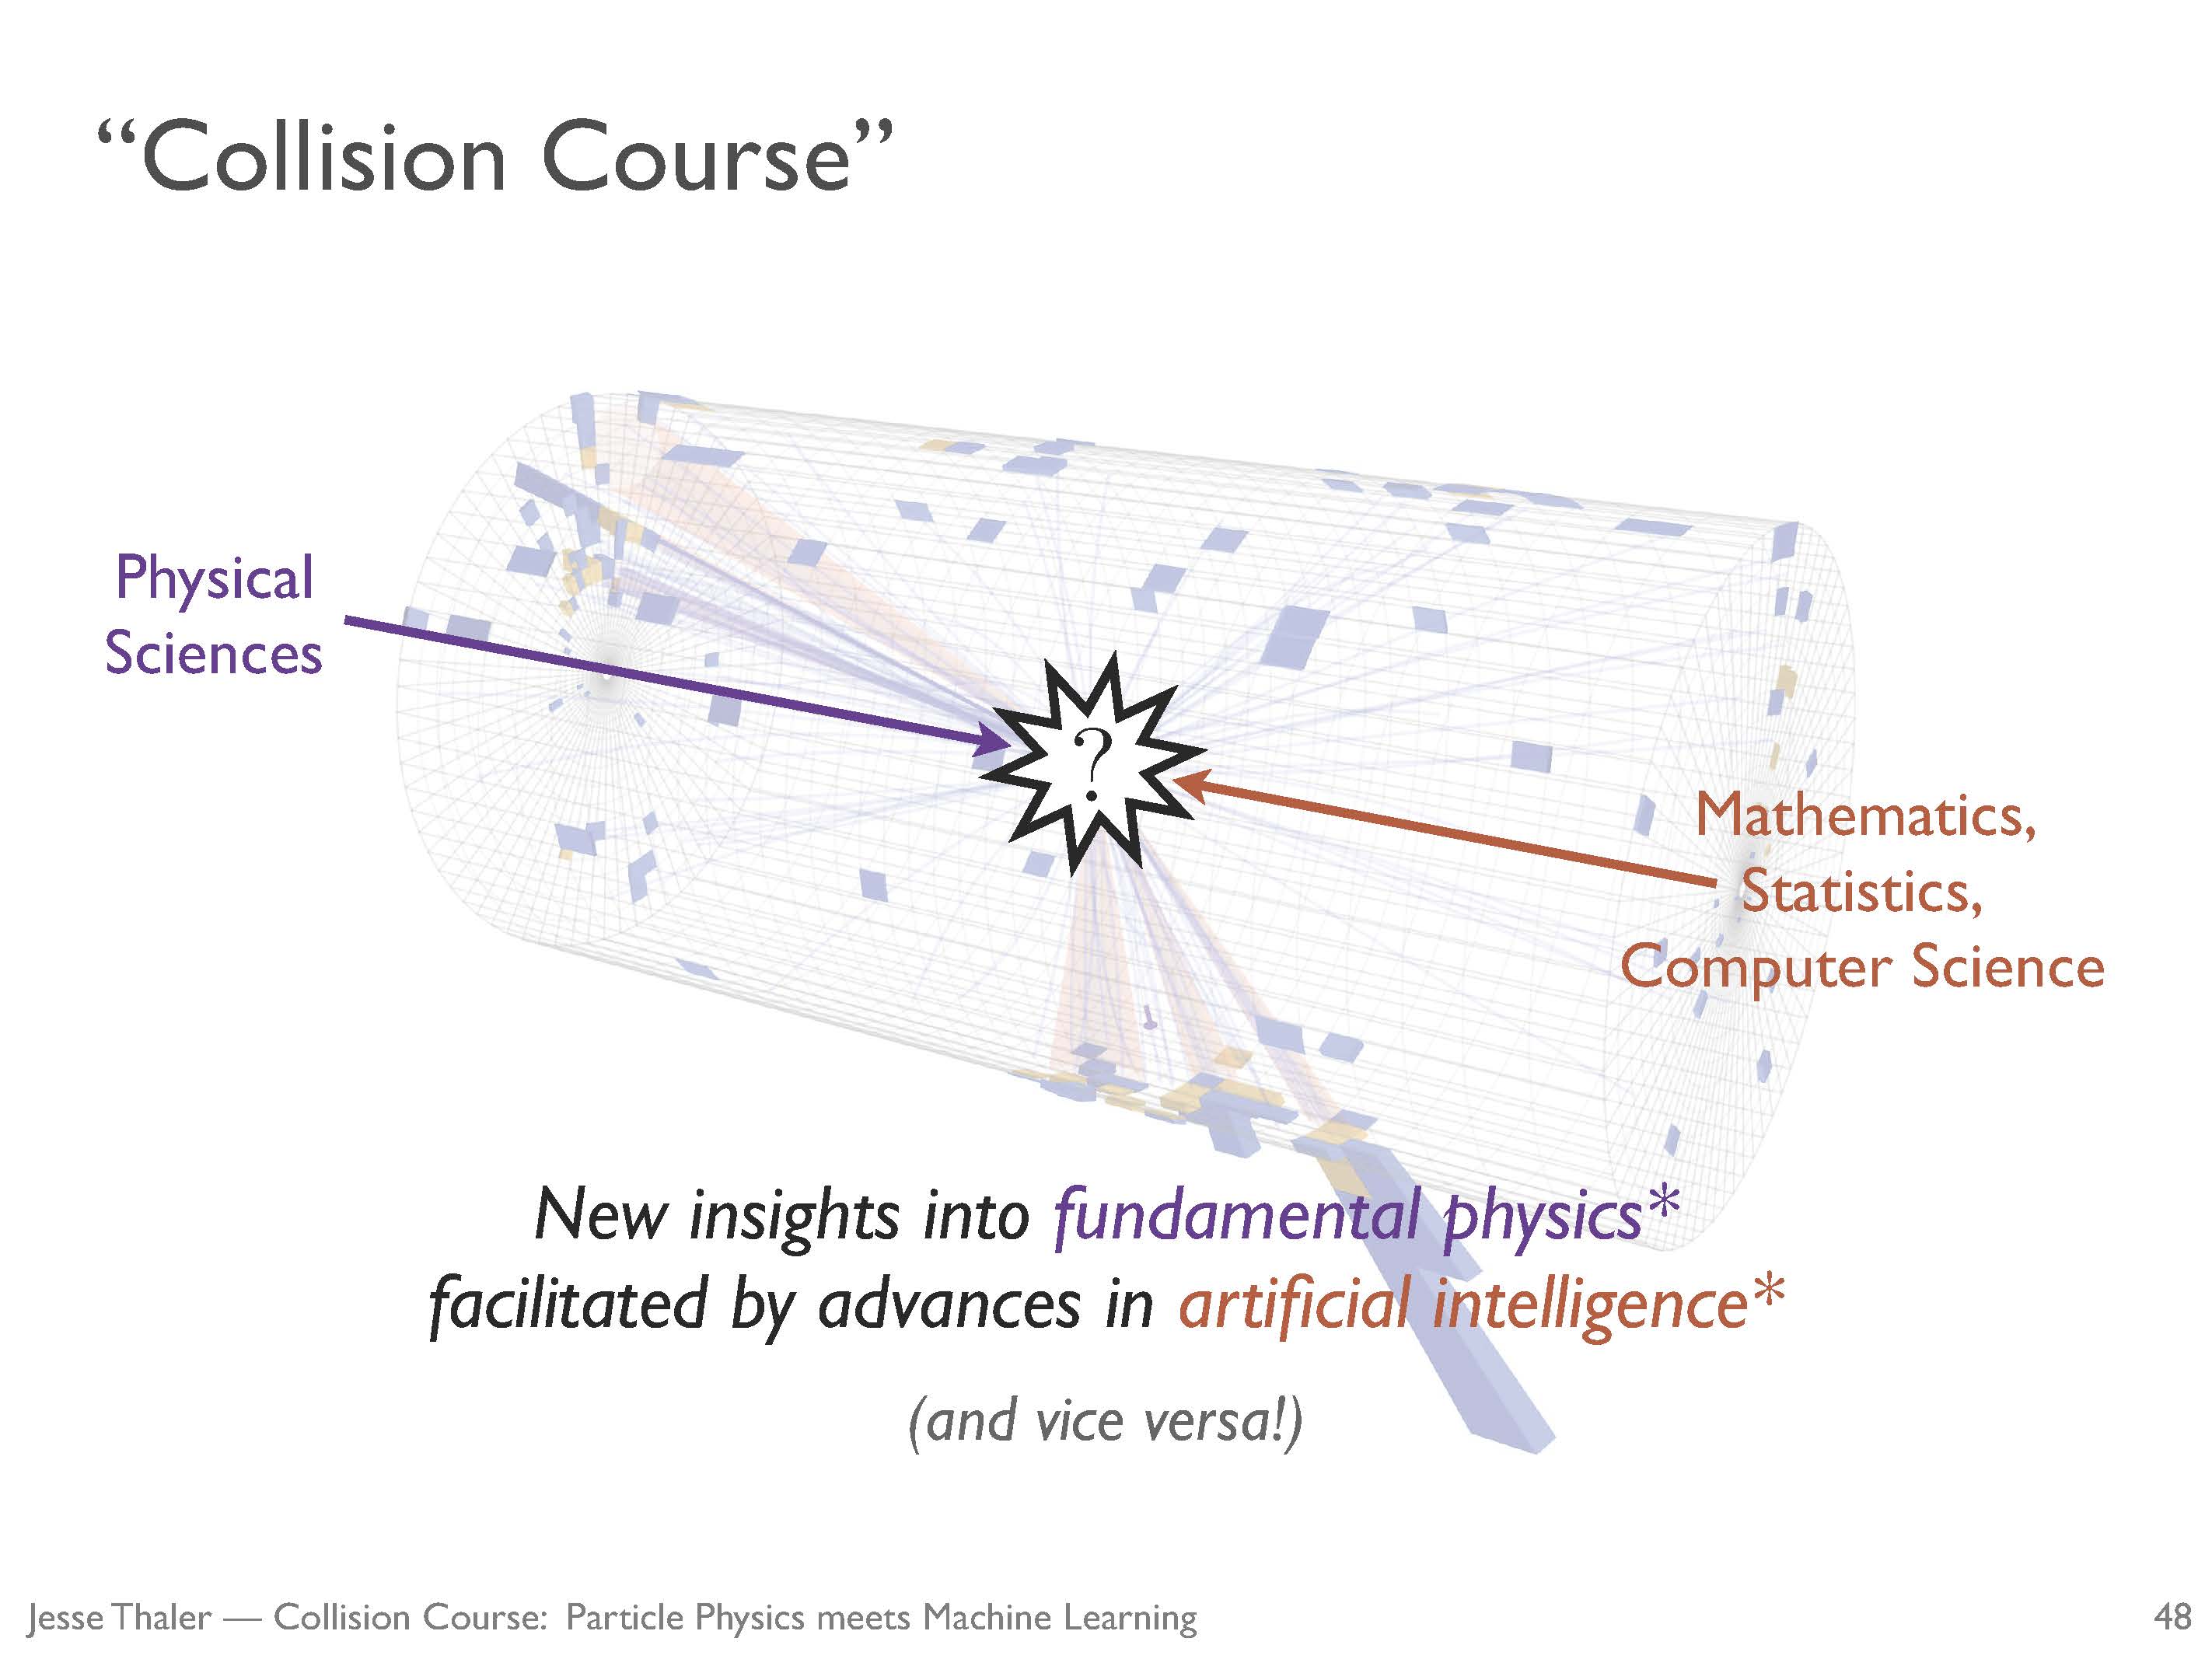 “Collision Course”
Physical
Sciences
?
Mathematics,
Statistics,
Computer Science
New insights into fundamental physics*
facilitated by advances in artificial intelligence*
(and vice versa!)
Jesse Thaler — Collision Course: Particle Physics meets Machine Learning
48